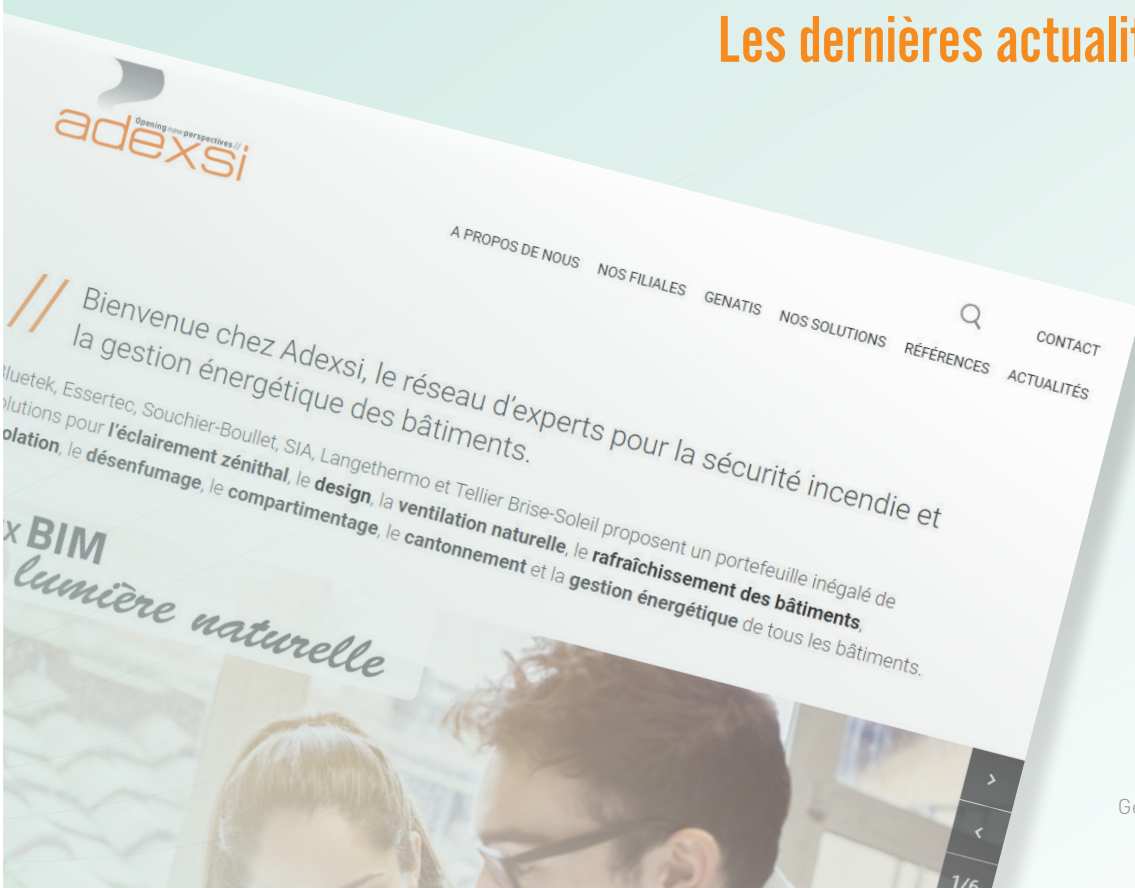 Les dernières actualit
Opening new perspectives //
adexsi
A PROPOS DE NOUS NOS FILIALES GENATIS NOS SOLUTIONS RÉFÉRENCES ACTUALITÉS
CONTACT
// Bienvenue chez Adexsi, le réseau d'experts pour la sécurité incendie et
la gestion énergétique des bâtiments.
Bluetek, Essertec, Souchier-Boullet, SIA, Langethermo et Tellier Brise-Soleil proposent un portefeuille inégalé de
solutions pour l'éclairement zénithal, le design, la ventilation naturelle, le rafraîchissement des bâtiments,
olation, le désenfumage, le compartimentage, le cantonnement et la gestion énergétique de tous les bâtiments.
x BIM
lumière naturelle
>
<
1/6
Ge